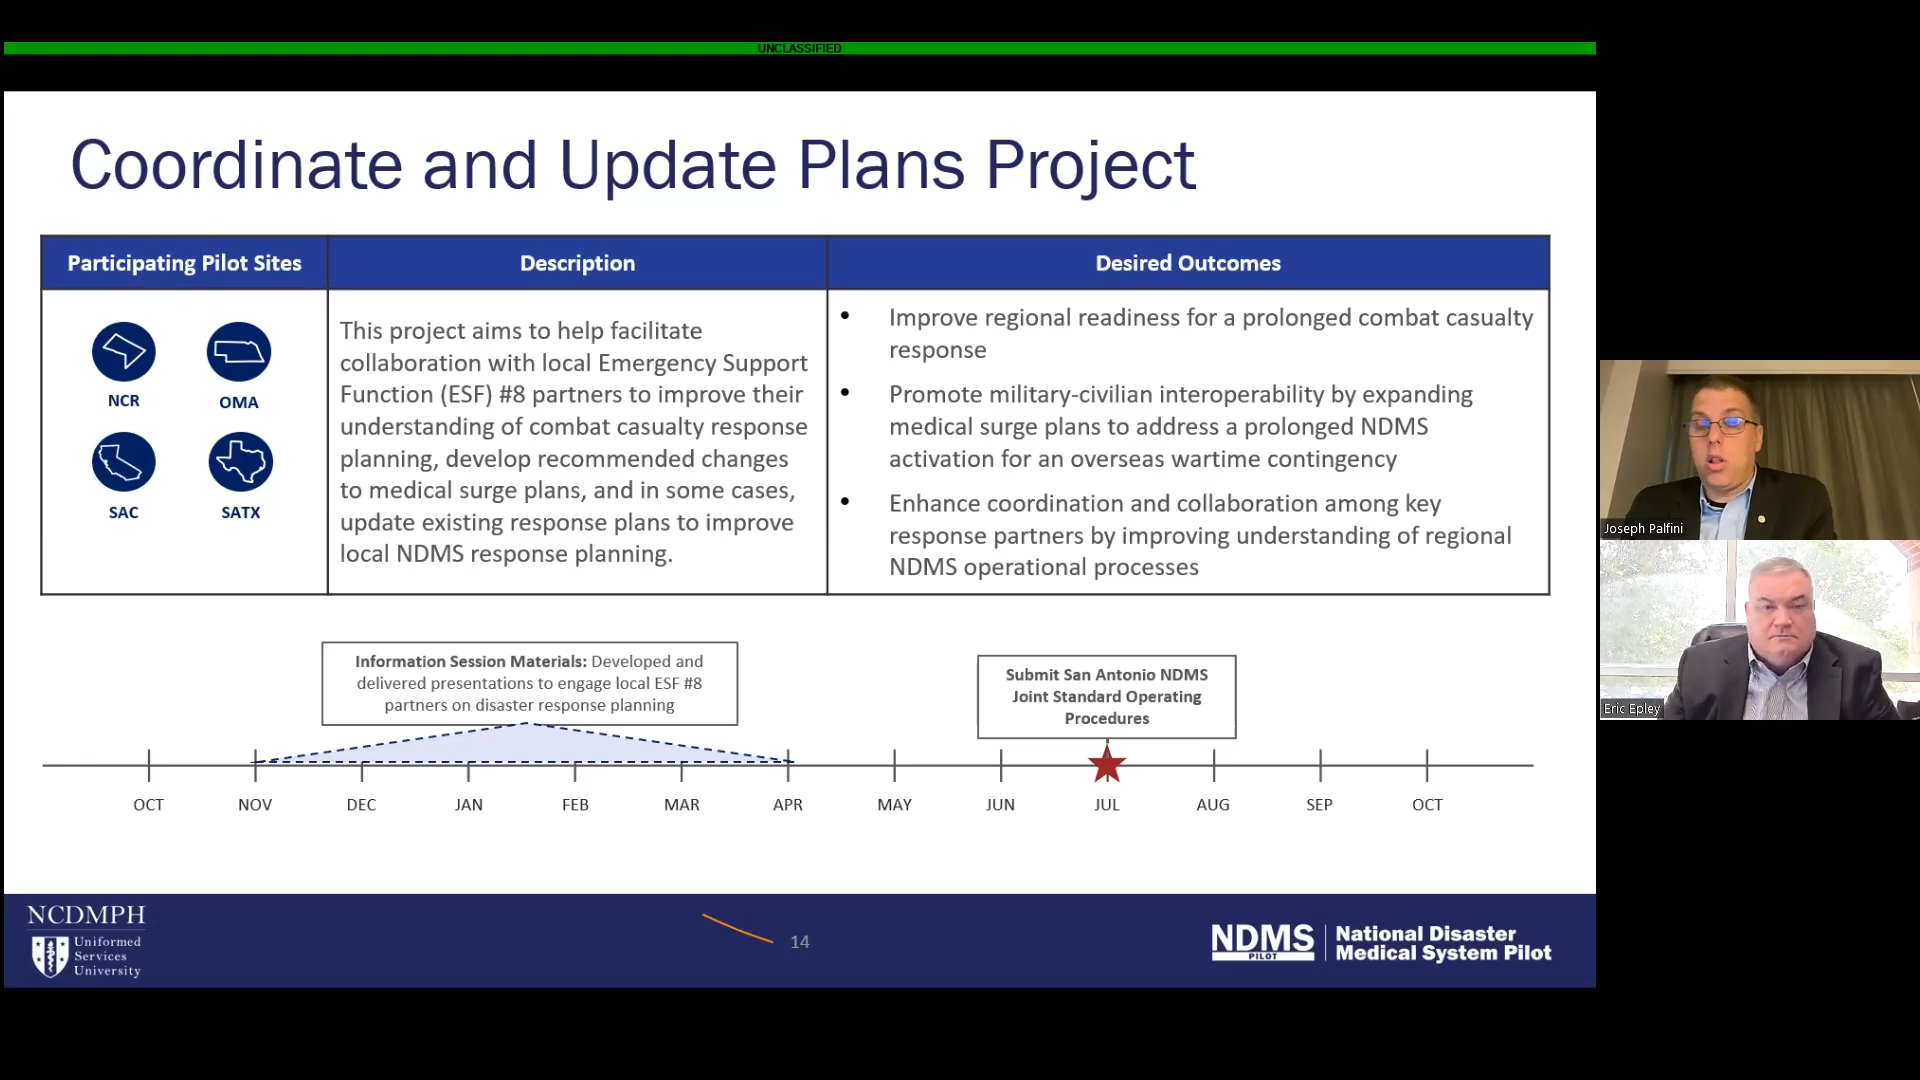 UNCLASSIFIED
Coordinate and Update Plans Project
Participating Pilot Sites
Description
Desired Outcomes
NCR
OMA
SAC
SATX
This project aims to help facilitate
collaboration with local Emergency Support
Function (ESF) #8 partners to improve their
understanding of combat casualty response
planning, develop recommended changes
to medical surge plans, and in some cases,
update existing response plans to improve
local NDMS response planning.
• Improve regional readiness for a prolonged combat casualty
response
• Promote military-civilian interoperability by expanding
medical surge plans to address a prolonged NDMS
activation for an overseas wartime contingency
• Enhance coordination and collaboration among key
response partners by improving understanding of regional
NDMS operational processes
Information Session Materials: Developed and
delivered presentations to engage local ESF #8
partners on disaster response planning
Submit San Antonio NDMS
Joint Standard Operating
Procedures
OCT NOV DEC JAN FEB MAR APR MAY JUN JUL AUG SEP OCT
NCDMPH
Uniformed
Services
University
14
NDMS
PILOT
National Disaster
Medical System Pilot
Joseph Palfini
Eric Epley